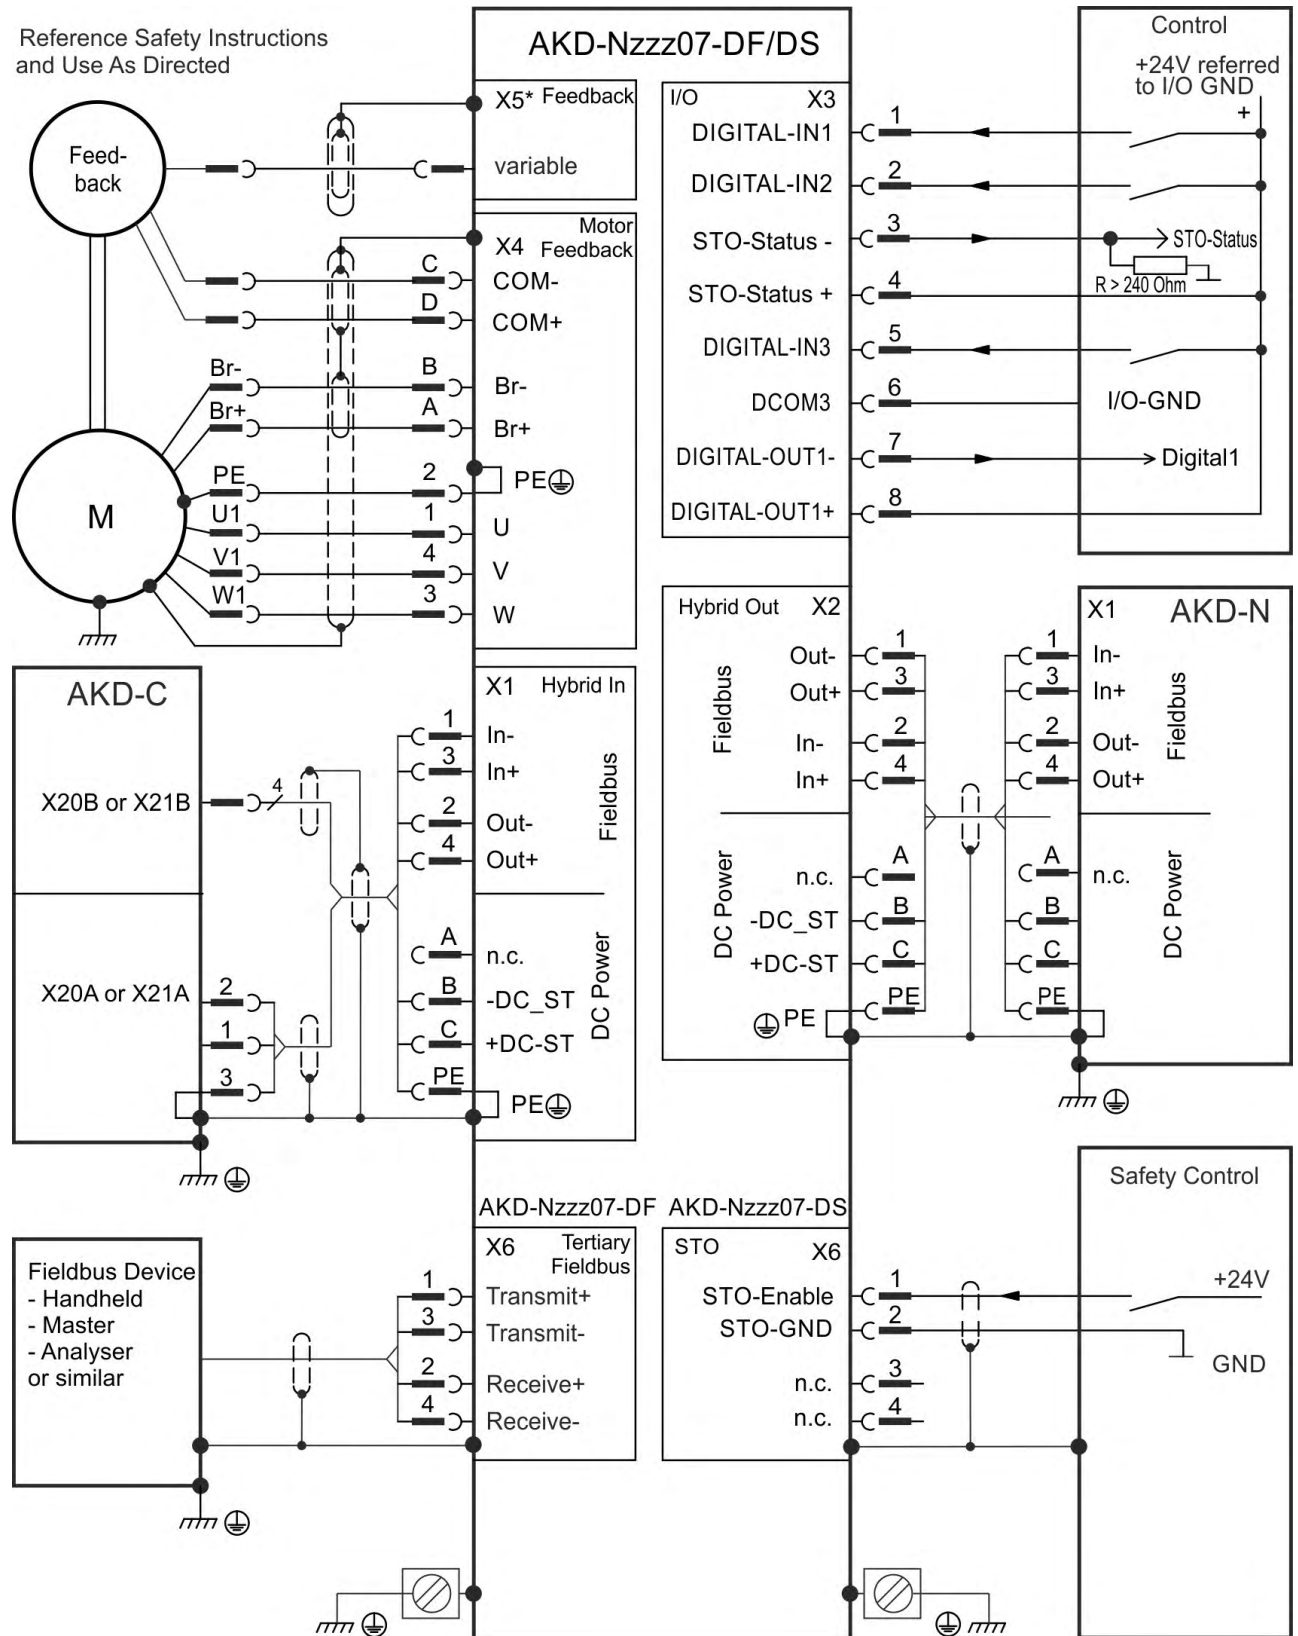 Reference Safety Instructions
and Use As Directed
AKD-Nzzz07-DF/DS
Feed-
back
X5* Feedback
variable
X4
Motor
Feedback
C
COM-
D
COM+
Br-
B
Br-
Br+
A
Br+
M
PE
2
PE
U1
1
U
V1
4
V
W1
3
W
I/O
X3
DIGITAL-IN1
1
DIGITAL-IN2
2
STO-Status -
3
STO-Status +
4
DIGITAL-IN3
5
DCOM3
6
DIGITAL-OUT1-
7
DIGITAL-OUT1+
8
Control
+24V referred
to I/O GND
+
STO-Status
R > 240 Ohm
I/O-GND
Digital1
AKD-C
X20B or X21B
4
X20A or X21A
2
1
3
X1 Hybrid In
1
In-
3
In+
2
Out-
4
Out+
Fieldbus
A
n.c.
B
-DC_ST
C
+DC-ST
PE
PE
DC Power
Hybrid Out X2
Fieldbus
Out-
1
Out+
3
In-
2
In+
4
DC Power
n.c.
A
-DC_ST
B
+DC-ST
C
PE
PE
X1 AKD-N
1
In-
3
In+
2
Out-
4
Out+
Fieldbus
A
n.c.
B
C
PE
DC Power
Fieldbus Device
- Handheld
- Master
- Analyser
or similar
AKD-Nzzz07-DF
X6
Tertiary
Fieldbus
1
Transmit+
3
Transmit-
2
Receive+
4
Receive-
AKD-Nzzz07-DS
STO
X6
STO-Enable
1
STO-GND
2
n.c.
3
n.c.
4
Safety Control
+24V
GND